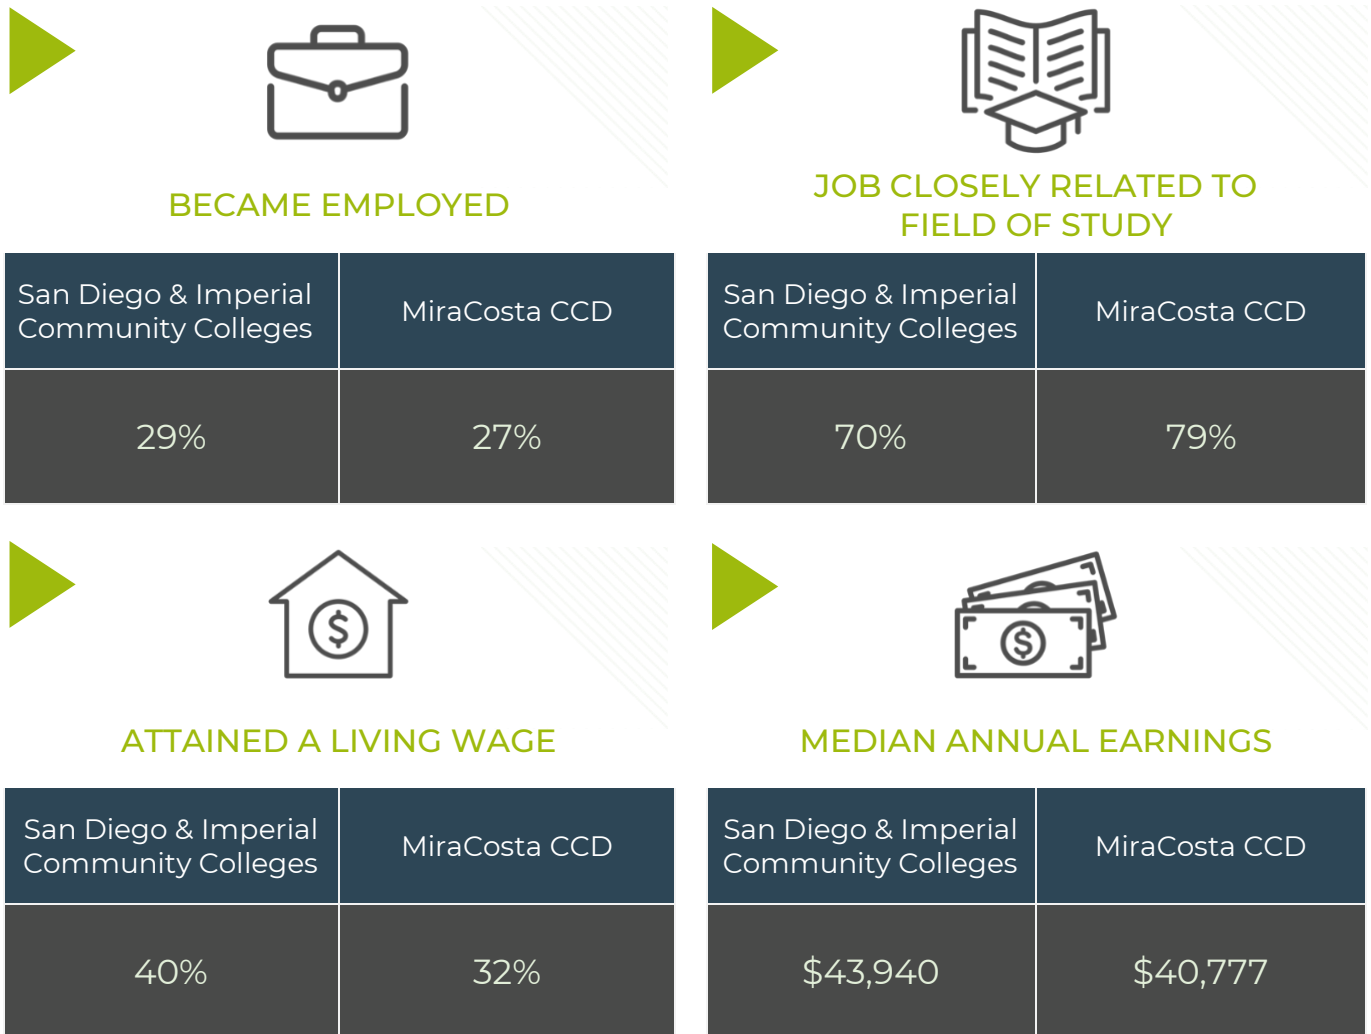 BECAME EMPLOYED
San Diego & Imperial
Community Colleges
MiraCosta CCD
29%
27%
JOB CLOSELY RELATED TO
FIELD OF STUDY
San Diego & Imperial
Community Colleges
MiraCosta CCD
70%
79%
$
ATTAINED A LIVING WAGE
San Diego & Imperial
Community Colleges
MiraCosta CCD
40%
32%
$
MEDIAN ANNUAL EARNINGS
San Diego & Imperial
Community Colleges
MiraCosta CCD
$43,940
$40,777